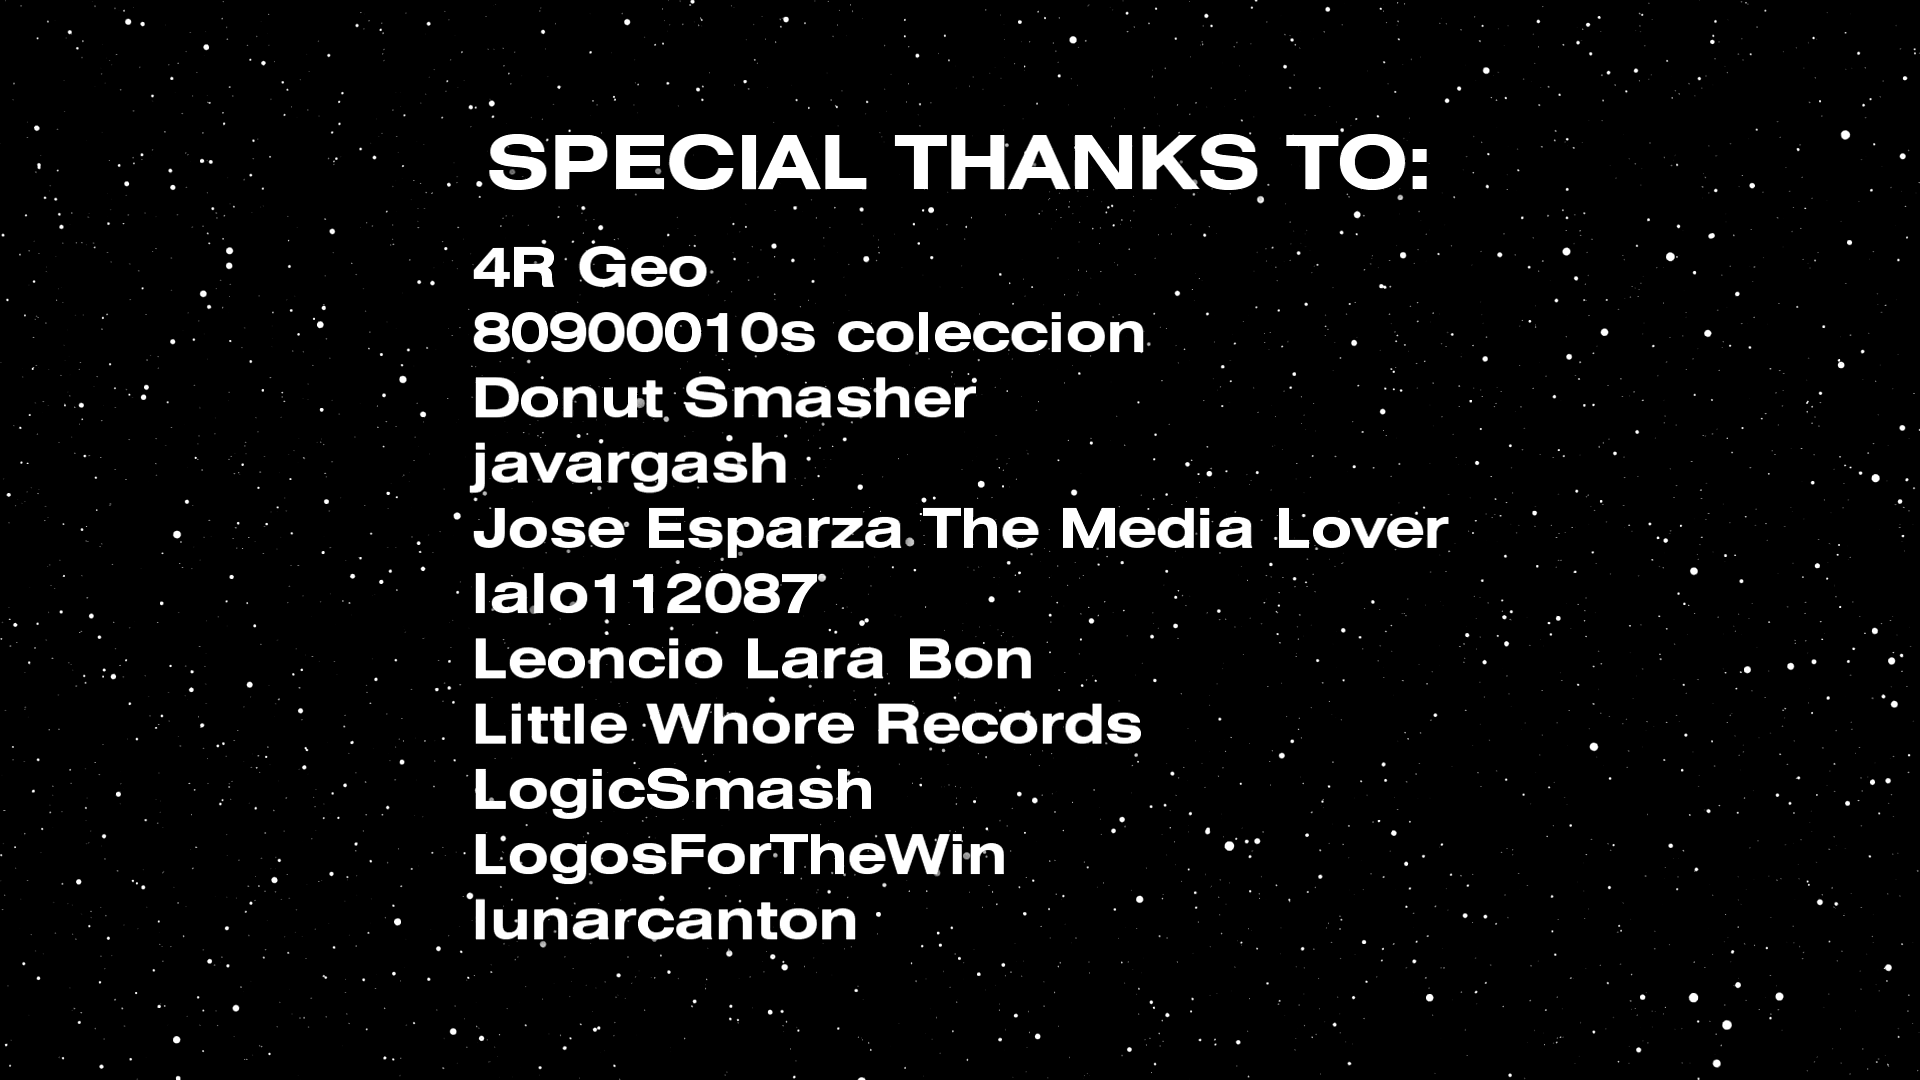 SPECIAL THANKS TO:
4R Geo
80900010s coleccion
Donut Smasher
javargash
Jose Esparza The Media Lover
lalo112087
Leoncio Lara Bon
Little Whore Records
LogicSmash
LogosForTheWin
lunarcanton